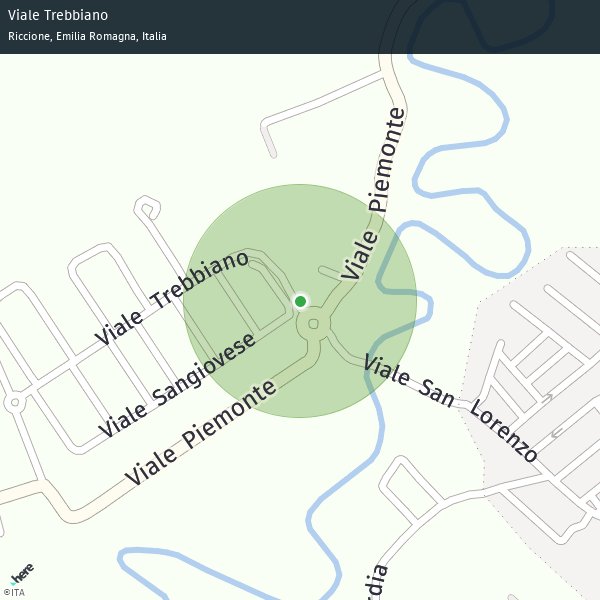 Viale Trebbiano
Riccione, Emilia Romagna, Italia
Viale Piemonte
Viale Trebbiano
Viale Sangiovese
Viale Piemonte
Viale San Lorenzo
rdia
here
©ITA